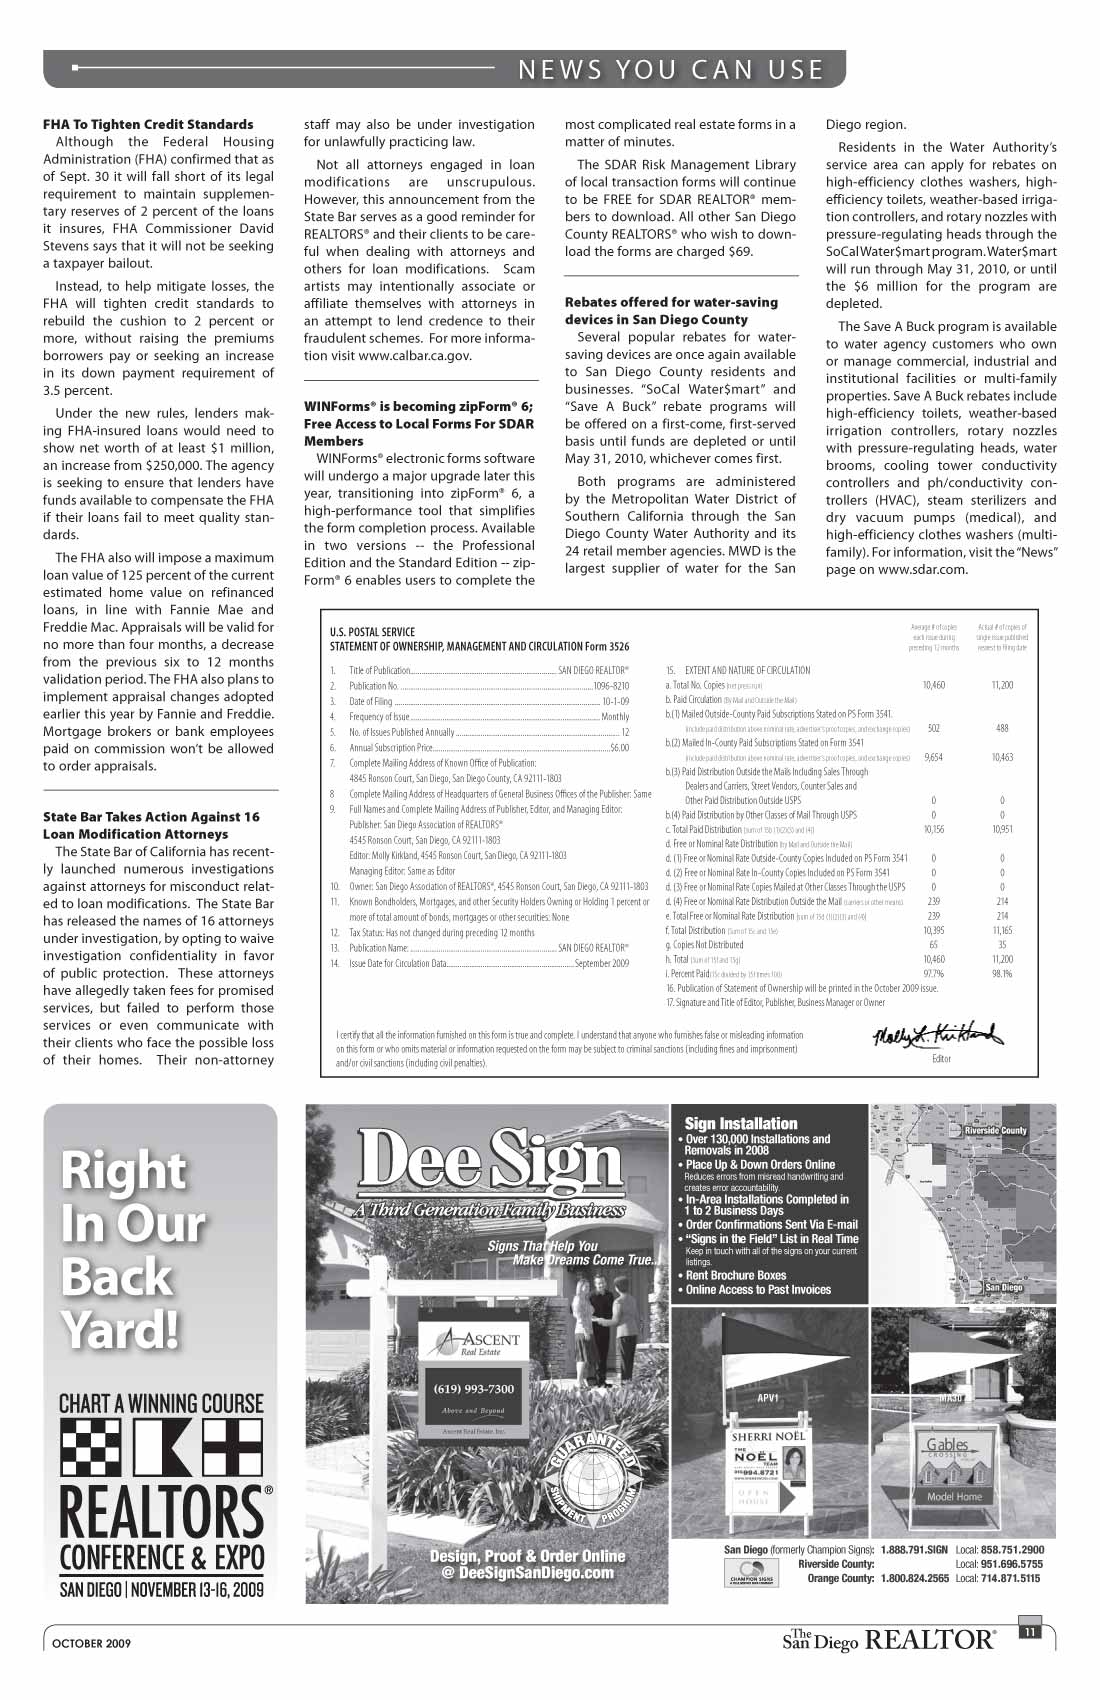 NEWS YOU CAN USE
FHA To Tighten Credit Standards
Although the Federal Housing
Administration (FHA) confirmed that as
of Sept. 30 it will fall short of its legal
requirement to maintain supplemen-
tary reserves of 2 percent of the loans
it insures, FHA Commissioner David
Stevens says that it will not be seeking
a taxpayer bailout.
Instead, to help mitigate losses, the
FHA will tighten credit standards to
rebuild the cushion to 2 percent or
more, without raising the premiums
borrowers pay or seeking an increase
in its down payment requirement of
3.5 percent.
Under the new rules, lenders mak-
ing FHA-insured loans would need to
show net worth of at least $1 million,
an increase from $250,000. The agency
is seeking to ensure that lenders have
funds available to compensate the FHA
if their loans fail to meet quality stan-
dards.
The FHA also will impose a maximum
loan value of 125 percent of the current
estimated home value on refinanced
loans, in line with Fannie Mae and
Freddie Mac. Appraisals will be valid for
no more than four months, a decrease
from the previous six to 12 months
validation period. The FHA also plans to
implement appraisal changes adopted
earlier this year by Fannie and Freddie.
Mortgage brokers or bank employees
paid on commission won't be allowed
to order appraisals.
State Bar Takes Action Against 16
Loan Modification Attorneys
The State Bar of California has recent-
ly launched numerous investigations
against attorneys for misconduct relat-
ed to loan modifications. The State Bar
has released the names of 16 attorneys
under investigation, by opting to waive
investigation confidentiality in favor
of public protection. These attorneys
have allegedly taken fees for promised
services, but failed to perform those
services or even communicate with
their clients who face the possible loss
of their homes. Their non-attorney
staff may also be under investigation
for unlawfully practicing law.
Not all attorneys engaged in loan
modifications are unscrupulous.
However, this announcement from the
State Bar serves as a good reminder for
REALTORS® and their clients to be care-
ful when dealing with attorneys and
others for loan modifications. Scam
artists may intentionally associate or
affiliate themselves with attorneys in
an attempt to lend credence to their
fraudulent schemes. For more informa-
tion visit www.calbar.ca.gov.
WINForms® is becoming zipForm® 6;
Free Access to Local Forms For SDAR
Members
WINForms® electronic forms software
will undergo a major upgrade later this
year, transitioning into zipForm® 6, a
high-performance tool that simplifies
the form completion process. Available
in two versions -- the Professional
Edition and the Standard Edition -- zip-
Form® 6 enables users to complete the
most complicated real estate forms in a
matter of minutes.
The SDAR Risk Management Library
of local transaction forms will continue
to be FREE for SDAR REALTOR® mem-
bers to download. All other San Diego
County REALTORS® who wish to down-
load the forms are charged $69.
Rebates offered for water-saving
devices in San Diego County
Several popular rebates for water-
saving devices are once again available
to San Diego County residents and
businesses. "SoCal Water$mart" and
"Save A Buck" rebate programs will
be offered on a first-come, first-served
basis until funds are depleted or until
May 31, 2010, whichever comes first.
Both programs are administered
by the Metropolitan Water District of
Southern California through the San
Diego County Water Authority and its
24 retail member agencies. MWD is the
largest supplier of water for the San
Diego region.
Residents in the Water Authority's
service area can apply for rebates on
high-efficiency clothes washers, high-
efficiency toilets, weather-based irriga-
tion controllers, and rotary nozzles with
pressure-regulating heads through the
SoCal Water$mart program. Water$mart
will run through May 31, 2010, or until
the $6 million for the program are
depleted.
The Save A Buck program is available
to water agency customers who own
or manage commercial, industrial and
institutional facilities or multi-family
properties. Save A Buck rebates include
high-efficiency toilets, weather-based
irrigation controllers, rotary nozzles
with pressure-regulating heads, water
brooms, cooling tower conductivity
controllers and ph/conductivity con-
trollers (HVAC), steam sterilizers and
dry vacuum pumps (medical), and
high-efficiency clothes washers (multi-
family). For information, visit the "News"
page on www.sdar.com.
U.S. POSTAL SERVICE
STATEMENT OF OWNERSHIP, MANAGEMENT AND CIRCULATION Form 3526
1. Title of Publication SAN DIEGO REALTOR®
2. Publication No. 1096-8210
3. Date of Filing 10-1-09
4. Frequency of Issue Monthly
5. No. of Issues Published Annually 12
6. Annual Subscription Price $6.00
7. Complete Mailing Address of Known Office of Publication:
4845 Ronson Court, San Diego, San Diego County, CA 92111-1803
8 Complete Mailing Address of Headquarters of General Business Offices of the Publisher: Same
9. Full Names and Complete Mailing Address of Publisher, Editor, and Managing Editor:
Publisher: San Diego Association of REALTORS®
4545 Ronson Court, San Diego, CA 92111-1803
Editor: Molly Kirkland, 4545 Ronson Court, San Diego, CA 92111-1803
Managing Editor: Same as Editor
10. Owner: San Diego Association of REALTORS®, 4545 Ronson Court, San Diego, CA 92111-1803
11. Known Bondholders, Mortgages, and other Security Holders Owning or Holding 1 percent or
more of total amount of bonds, mortgages or other securities: None
12. Tax Status: Has not changed during preceding 12 months
13. Publication Name: SAN DIEGO REALTOR®
14. Issue Date for Circulation Data September 2009
Average # of copies each issue during preceding 12 months
Actual # of copies of single issue published nearest to filing date
15. EXTENT AND NATURE OF CIRCULATION
a. Total No. Copies (net press run) 10,460 11,200
b. Paid Circulation (By Mail and Outside the Mail)
b.(1) Mailed Outside-County Paid Subscriptions Stated on PS Form 3541.
(include paid distribution above nominal rate, advertiser's proof copies, and exchange copies) 502 488
b.(2) Mailed In-County Paid Subscriptions Stated on Form 3541
(include paid distribution above nominal rate, advertiser's proof copies, and exchange copies) 9,654 10,463
b.(3) Paid Distribution Outside the Mails Including Sales Through
Dealers and Carriers, Street Vendors, Counter Sales and
Other Paid Distribution Outside USPS 0 0
b.(4) Paid Distribution by Other Classes of Mail Through USPS 0 0
c. Total Paid Distribution [sum of 15b (1)(2)(3) and (4)] 10,156 10,951
d. Free or Nominal Rate Distribution (by Mail and Outside the Mail)
d. (1) Free or Nominal Rate Outside-County Copies Included on PS Form 3541 0 0
d. (2) Free or Nominal Rate In-County Copies Included on PS Form 3541 0 0
d. (3) Free or Nominal Rate Copies Mailed at Other Classes Through the USPS 0 0
d. (4) Free or Nominal Rate Distribution Outside the Mail (carriers or other means) 239 214
e. Total Free or Nominal Rate Distribution [sum of 15d (1)(2)(3) and (4)] 239 214
f. Total Distribution (Sum of 15c and 15e) 10,395 11,165
g. Copies Not Distributed 65 35
h. Total (Sum of 15f and 15g) 10,460 11,200
i. Percent Paid (15c divided by 15f times 100) 97.7% 98.1%
16. Publication of Statement of Ownership will be printed in the October 2009 issue.
17. Signature and Title of Editor, Publisher, Business Manager or Owner
I certify that all the information furnished on this form is true and complete. I understand that anyone who furnishes false or misleading information
on this form or who omits material or information requested on the form may be subject to criminal sanctions (including fines and imprisonment)
and/or civil sanctions (including civil penalties).
Molly L. Kirkland
Editor
Right
In Our
Back
Yard!
CHART A WINNING COURSE
REALTORS®
CONFERENCE & EXPO
SAN DIEGO | NOVEMBER 13-16, 2009
Dee Sign
A Third Generation Family Business
Signs That Help You
Make Dreams Come True...
ASCENT
Real Estate
(619) 993-7300
Above and Beyond
Ascent Real Estate, Inc.
GUARANTEED
SHIPMENT PROGRAM
Design, Proof & Order Online
@ DeeSignSanDiego.com
Sign Installation
• Over 130,000 Installations and
Removals in 2008
• Place Up & Down Orders Online
Reduces errors from misread handwriting and
creates error accountability.
• In-Area Installations Completed in
1 to 2 Business Days
• Order Confirmations Sent Via E-mail
• "Signs in the Field" List in Real Time
Keep in touch with all of the signs on your current
listings.
• Rent Brochure Boxes
• Online Access to Past Invoices
Riverside County
San Diego
APV1
SHERRI NOËL
THE
NOËL
TEAM
994.8721
OPEN
HOUSE
MA30
Gables
CROSSING
Model Home
San Diego (formerly Champion Signs): 1.888.791.SIGN Local: 858.751.2900
Riverside County: Local: 951.696.5755
Orange County: 1.800.824.2565 Local: 714.871.5115
CHAMPION SIGNS
OCTOBER 2009
The San Diego REALTOR®
11